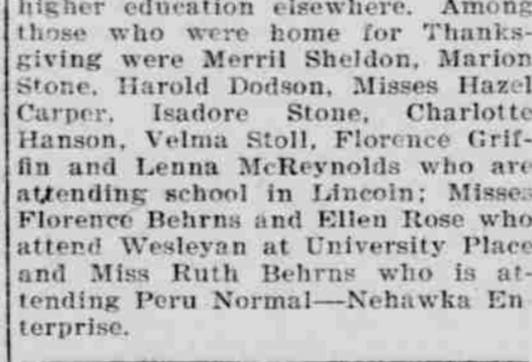 higher education elsewhere. Among
those who were home for Thanks-
giving were Merril Sheldon, Marion
Stone, Harold Dodson, Misses Hazel
Carper, Isadore Stone, Charlotte
Hanson, Velma Stoll, Florence Grif-
fin and Lenna McReynolds who are
attending school in Lincoln; Misses
Florence Behrns and Ellen Rose who
attend Wesleyan at University Place
and Miss Ruth Behrns who is at-
tending Peru Normal—Nehawka En
terprise.